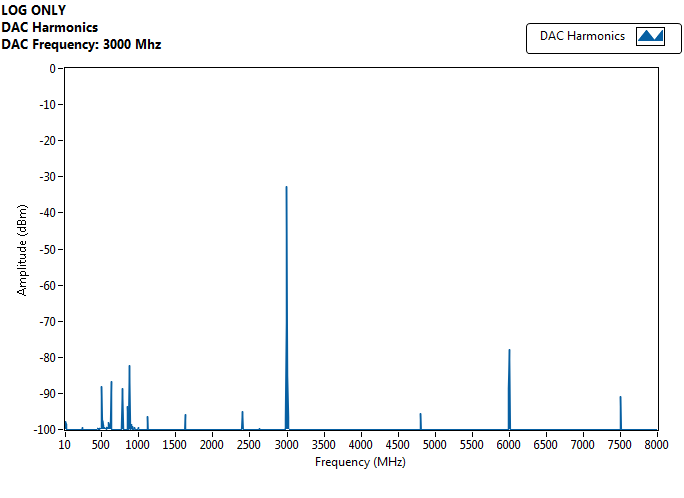 LOG ONLY
DAC Harmonics
DAC Frequency: 3000 Mhz
DAC Harmonics
0
-10
-20
-30
-40
-50
-60
-70
-80
-90
-100
Amplitude (dBm)
10 500 1000 1500 2000 2500 3000 3500 4000 4500 5000 5500 6000 6500 7000 7500 8000
Frequency (MHz)